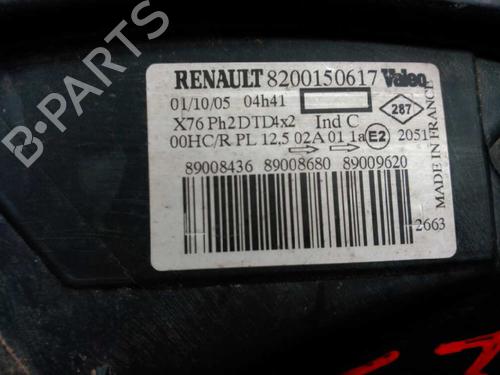 RENAULT 8200150617 Valeo
01/10/05 04h41
287
X76 Ph2 DTD4x2 Ind C
00HC/R PL 12,5 02A 01 1a E2 2051
MADE IN FRANCE
89008436 89008680 89009620
2663